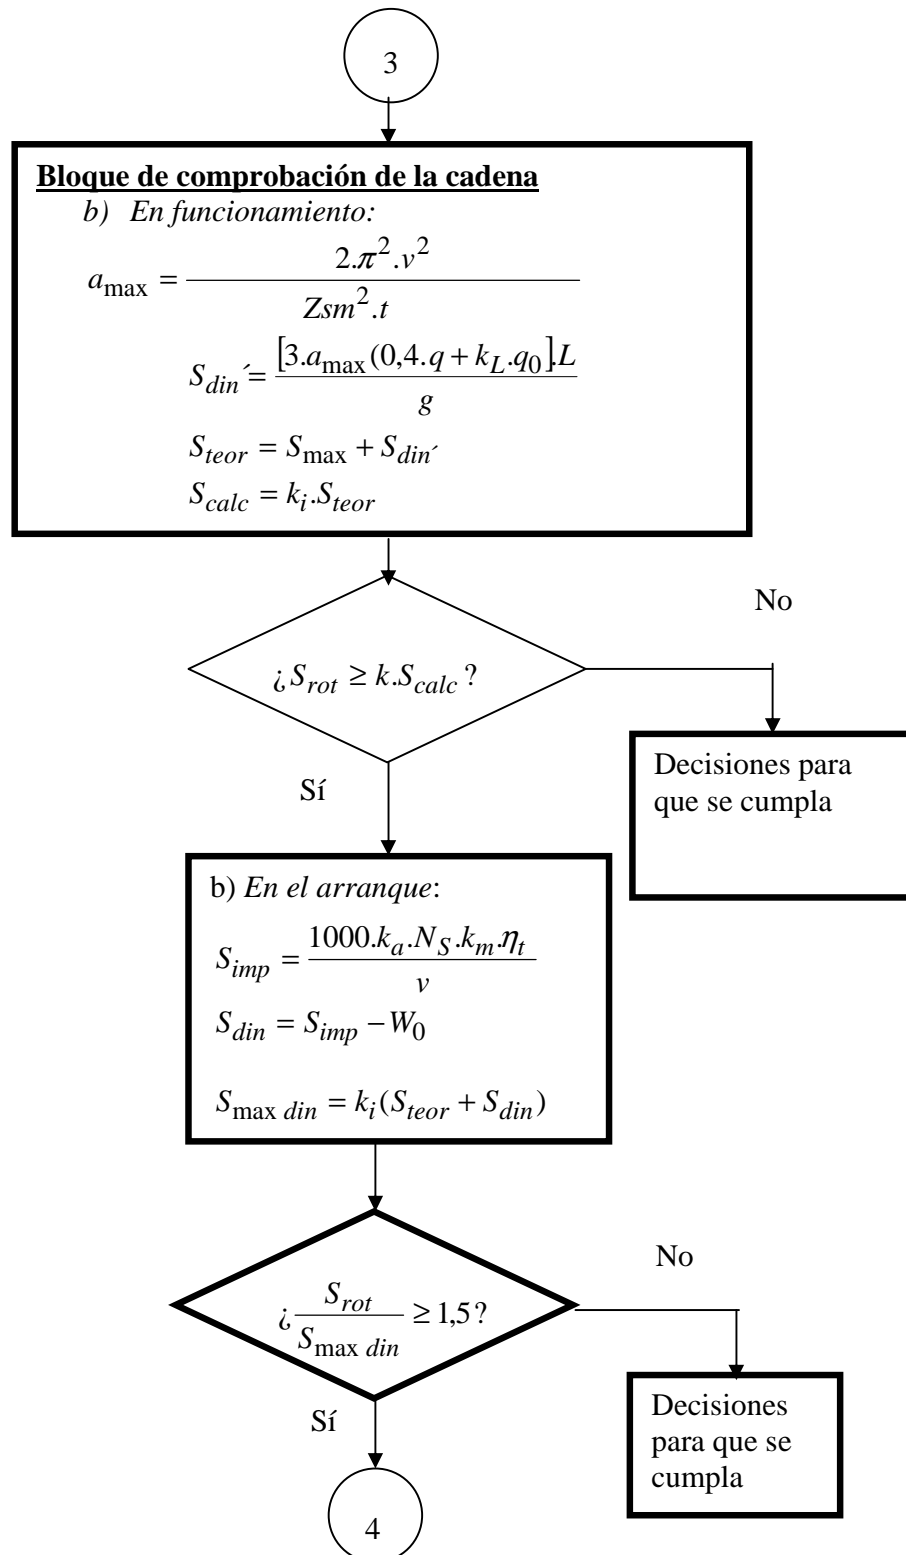 3
Bloque de comprobación de la cadena
b) En funcionamiento:
a_max = 2.π².v² / Zsm².t
S_din´ = [3.a_max (0,4.q + k_L.q_0].L / g
S_teor = S_max + S_din´
S_calc = k_i.S_teor
No
¿S_rot ≥ k.S_calc?
Decisiones para
que se cumpla
Sí
b) En el arranque:
S_imp = 1000.k_a.N_S.k_m.η_t / v
S_din = S_imp − W_0
S_max din = k_i(S_teor + S_din)
No
¿S_rot / S_max din ≥ 1,5?
Decisiones
para que se
cumpla
Sí
4